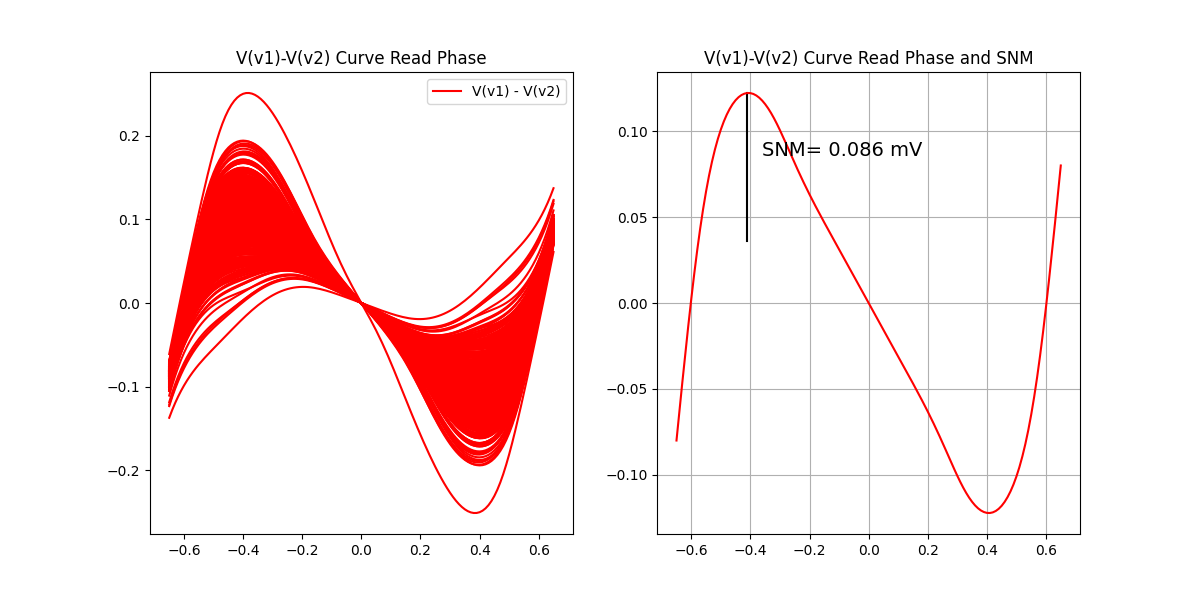 V(v1)-V(v2) Curve Read Phase
V(v1) - V(v2)
0.2
0.1
0.0
−0.1
−0.2
−0.6 −0.4 −0.2 0.0 0.2 0.4 0.6
V(v1)-V(v2) Curve Read Phase and SNM
SNM= 0.086 mV
0.10
0.05
0.00
−0.05
−0.10
−0.6 −0.4 −0.2 0.0 0.2 0.4 0.6